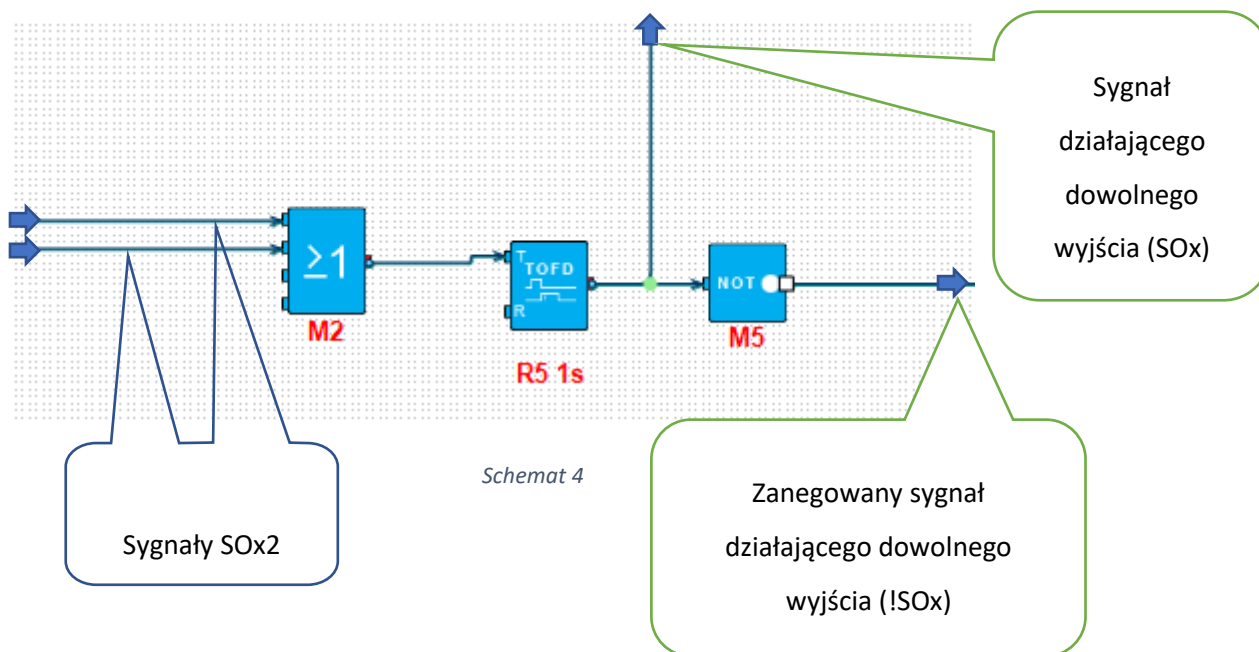 Sygnał
działającego
dowolnego
wyjścia (SOx)
≥1
M2
T
TOFD
R
R5 1s
NOT
M5
Schemat 4
Sygnały SOx2
Zanegowany sygnał
działającego dowolnego
wyjścia (!SOx)